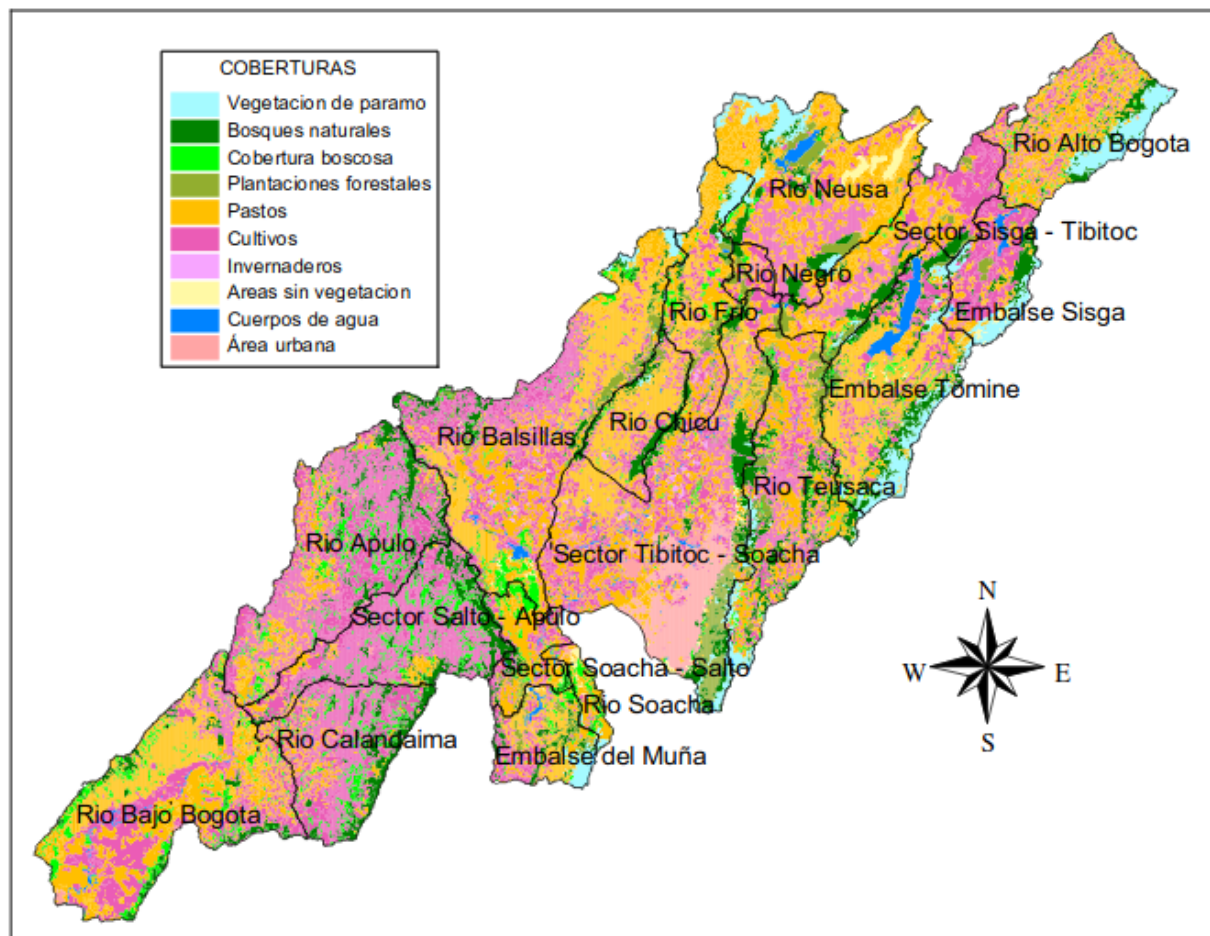 COBERTURAS
Vegetacion de paramo
Bosques naturales
Cobertura boscosa
Plantaciones forestales
Pastos
Cultivos
Invernaderos
Areas sin vegetacion
Cuerpos de agua
Área urbana
Rio Alto Bogota
Rio Neusa
Sector Sisga - Tibitoc
Rio Negro
Rio Frio
Embalse Sisga
Embalse Tomine
Rio Chicu
Rio Balsillas
Rio Teusaca
Rio Apulo
Sector Tibitoc - Soacha
Sector Salto - Apulo
Sector Soacha - Salto
Rio Soacha
Rio Calandaima
Embalse del Muña
Rio Bajo Bogota
N
W
E
S